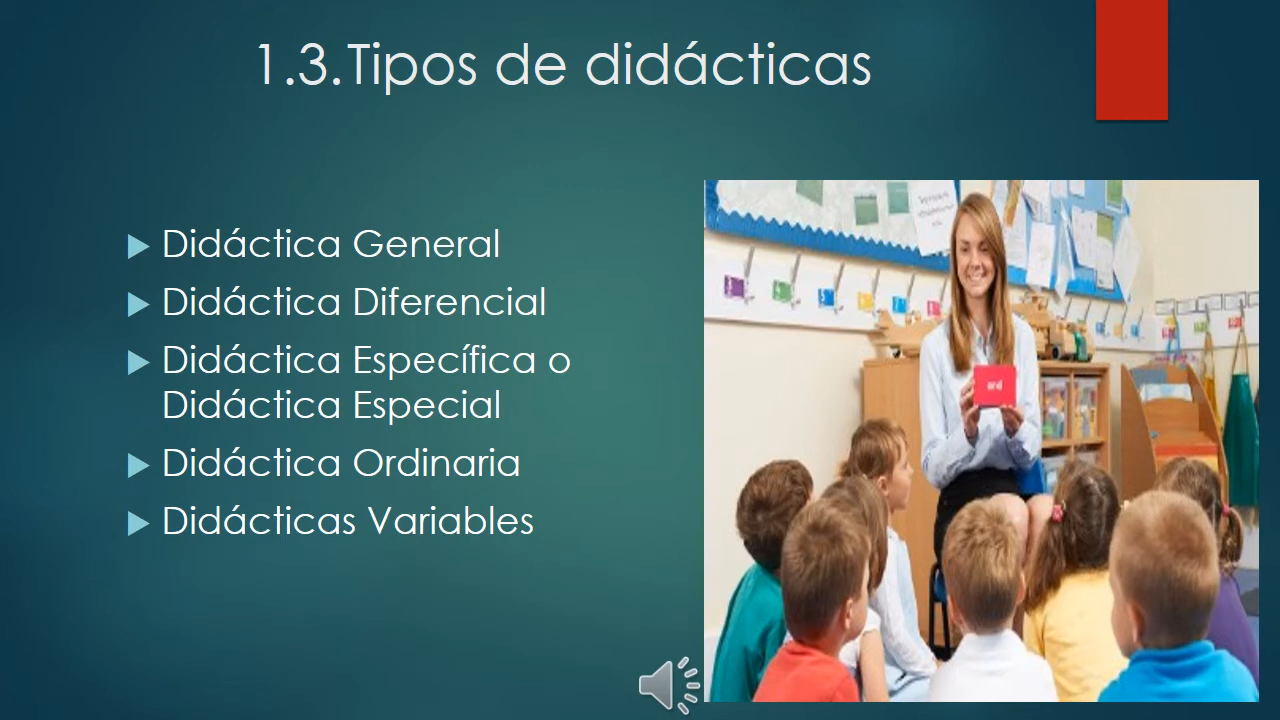 1.3.Tipos de didácticas
Didáctica General
Didáctica Diferencial
Didáctica Específica o
Didáctica Especial
Didáctica Ordinaria
Didácticas Variables